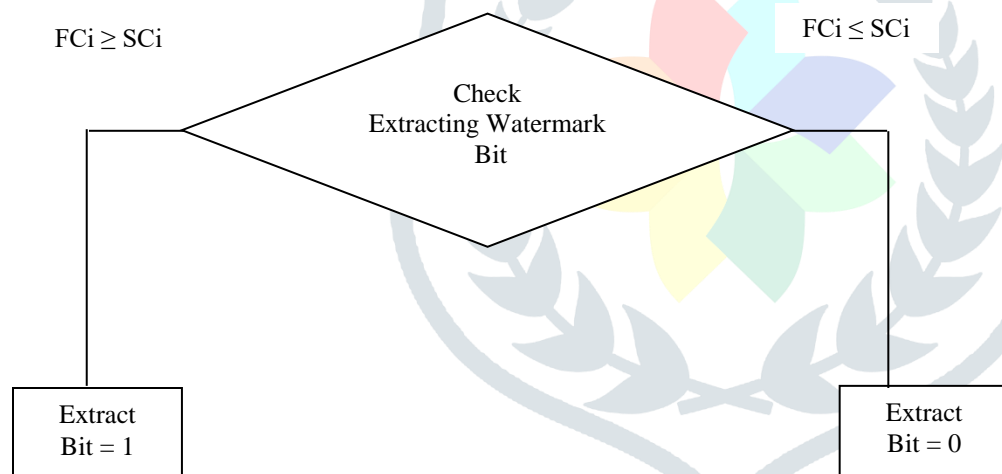 FCi ≥ SCi
FCi ≤ SCi
Check
Extracting Watermark
Bit
Extract
Bit = 1
Extract
Bit = 0